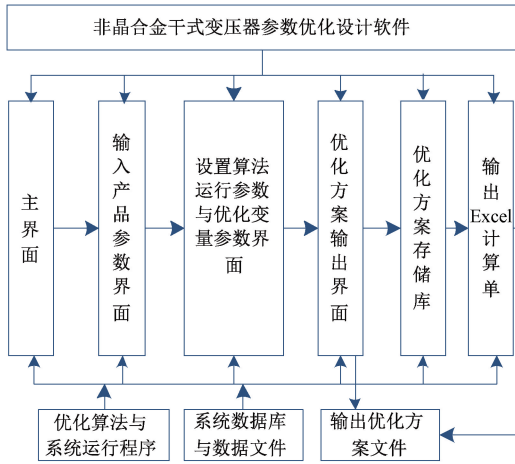 非晶合金干式变压器参数优化设计软件
主界面
输入产品参数界面
设置算法
运行参数
与优化变
量参数界
面
优化方案输出界面
优化方案存储库
输出
Excel
计算单
优化算法与
系统运行程序
系统数据库
与数据文件
输出优化方
案文件